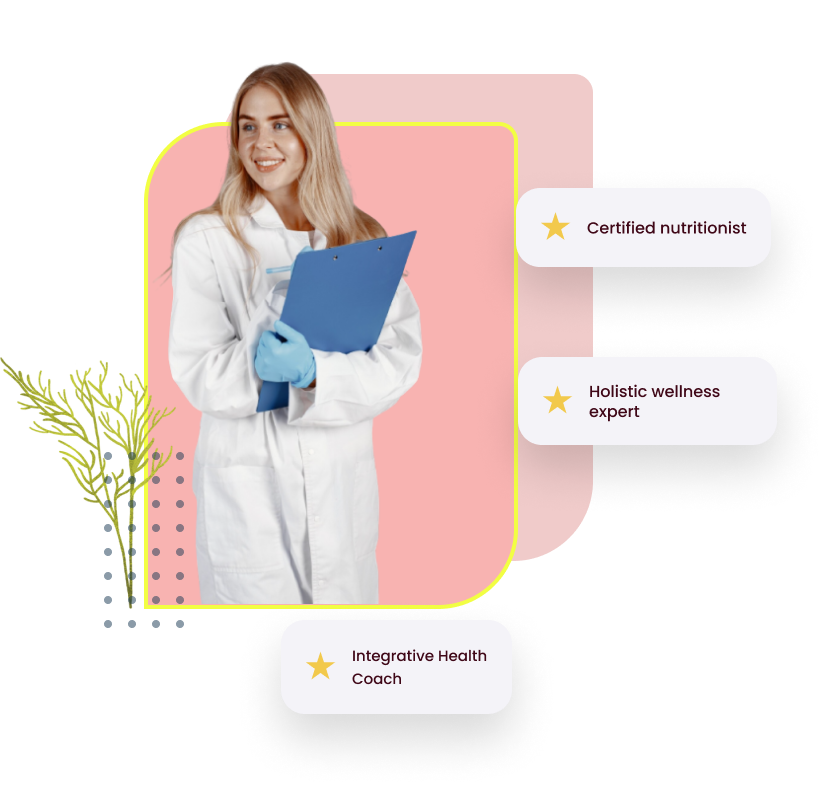 Certified nutritionist
Holistic wellness
expert
Integrative Health
Coach